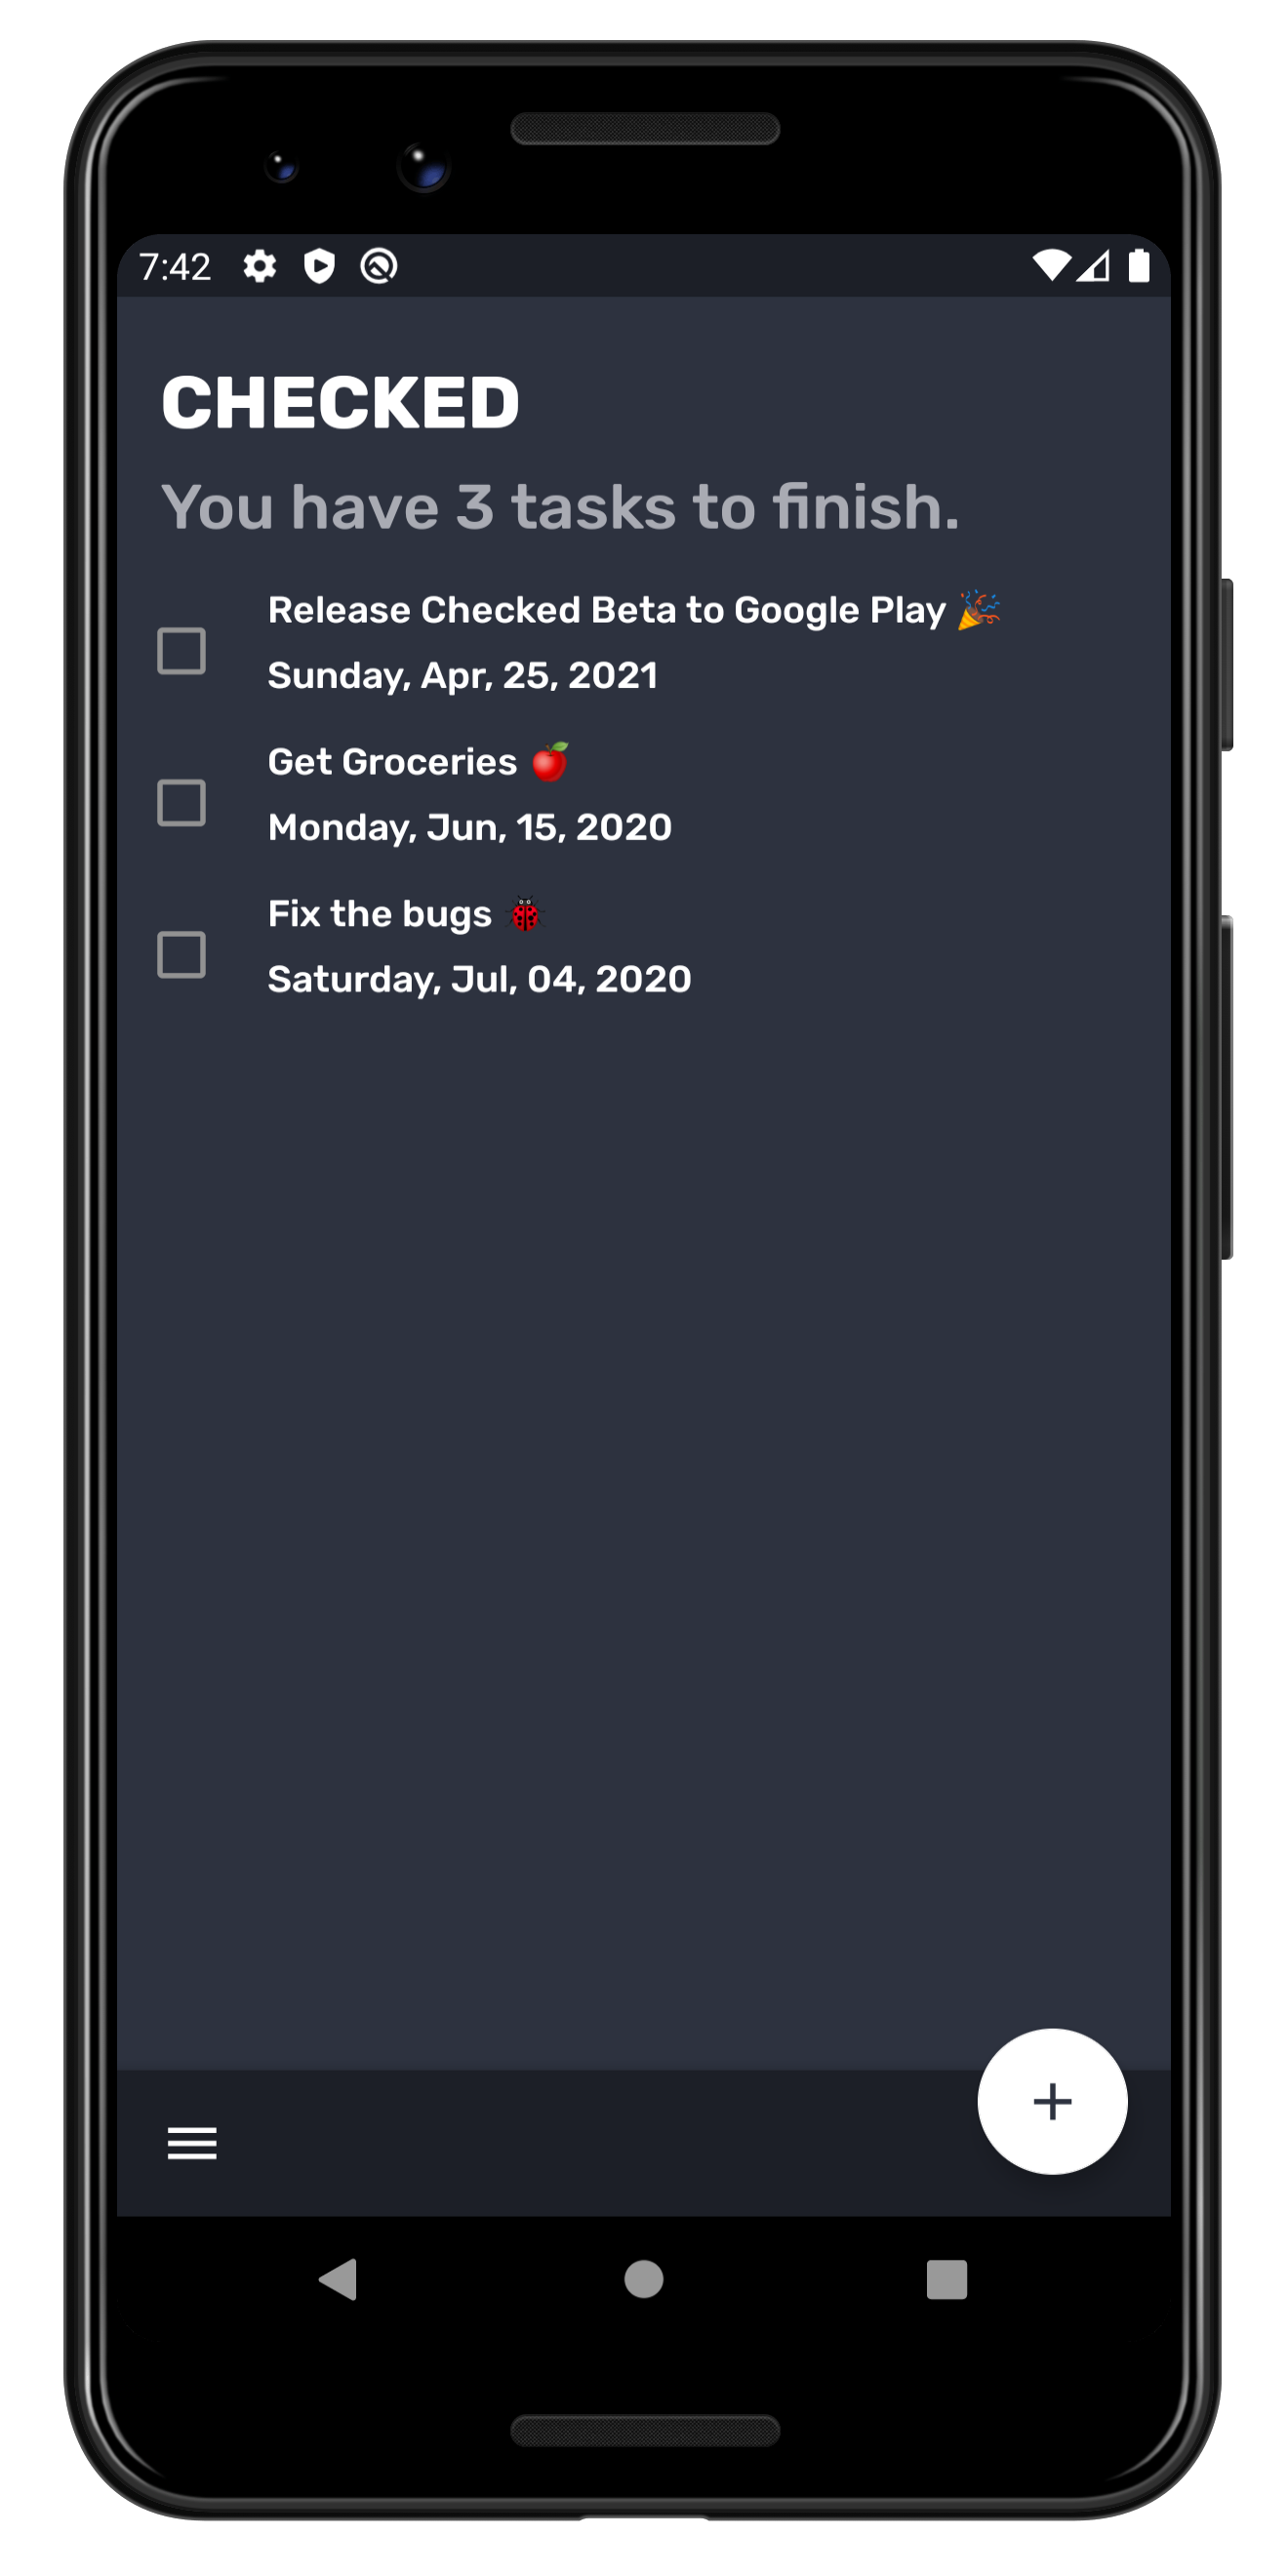 7:42
CHECKED
You have 3 tasks to finish.
Release Checked Beta to Google Play 🎉
Sunday, Apr, 25, 2021
Get Groceries 🍎
Monday, Jun, 15, 2020
Fix the bugs 🐞
Saturday, Jul, 04, 2020